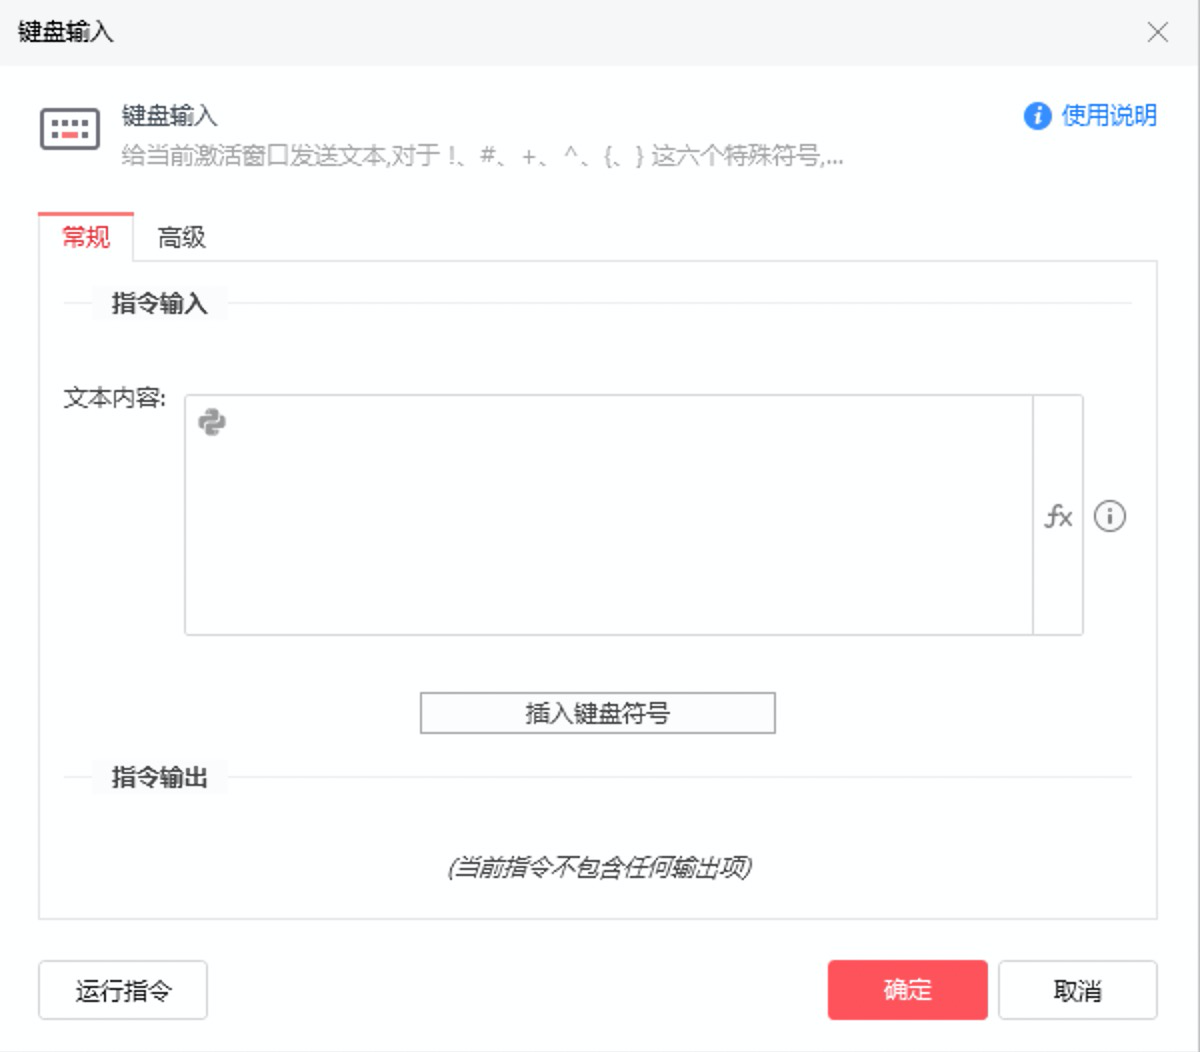 键盘输入
键盘输入
使用说明
给当前激活窗口发送文本,对于 !、#、+、^、{、} 这六个特殊符号,...
常规
高级
指令输入
文本内容:
fx
插入键盘符号
指令输出
(当前指令不包含任何输出项)
运行指令
确定
取消